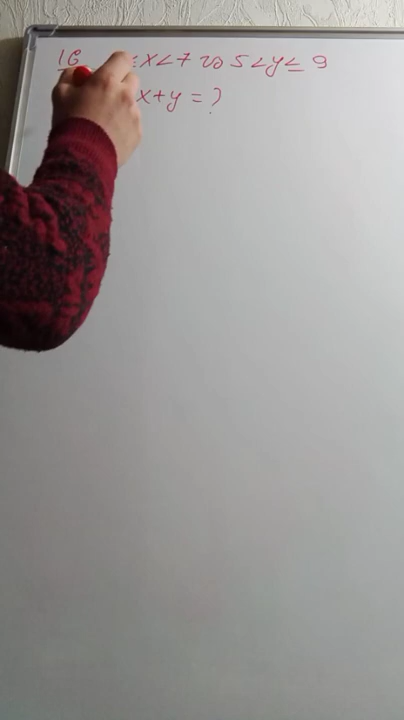 16 ≤ x < 7 və 5 < y ≤ 9
x + y = ?